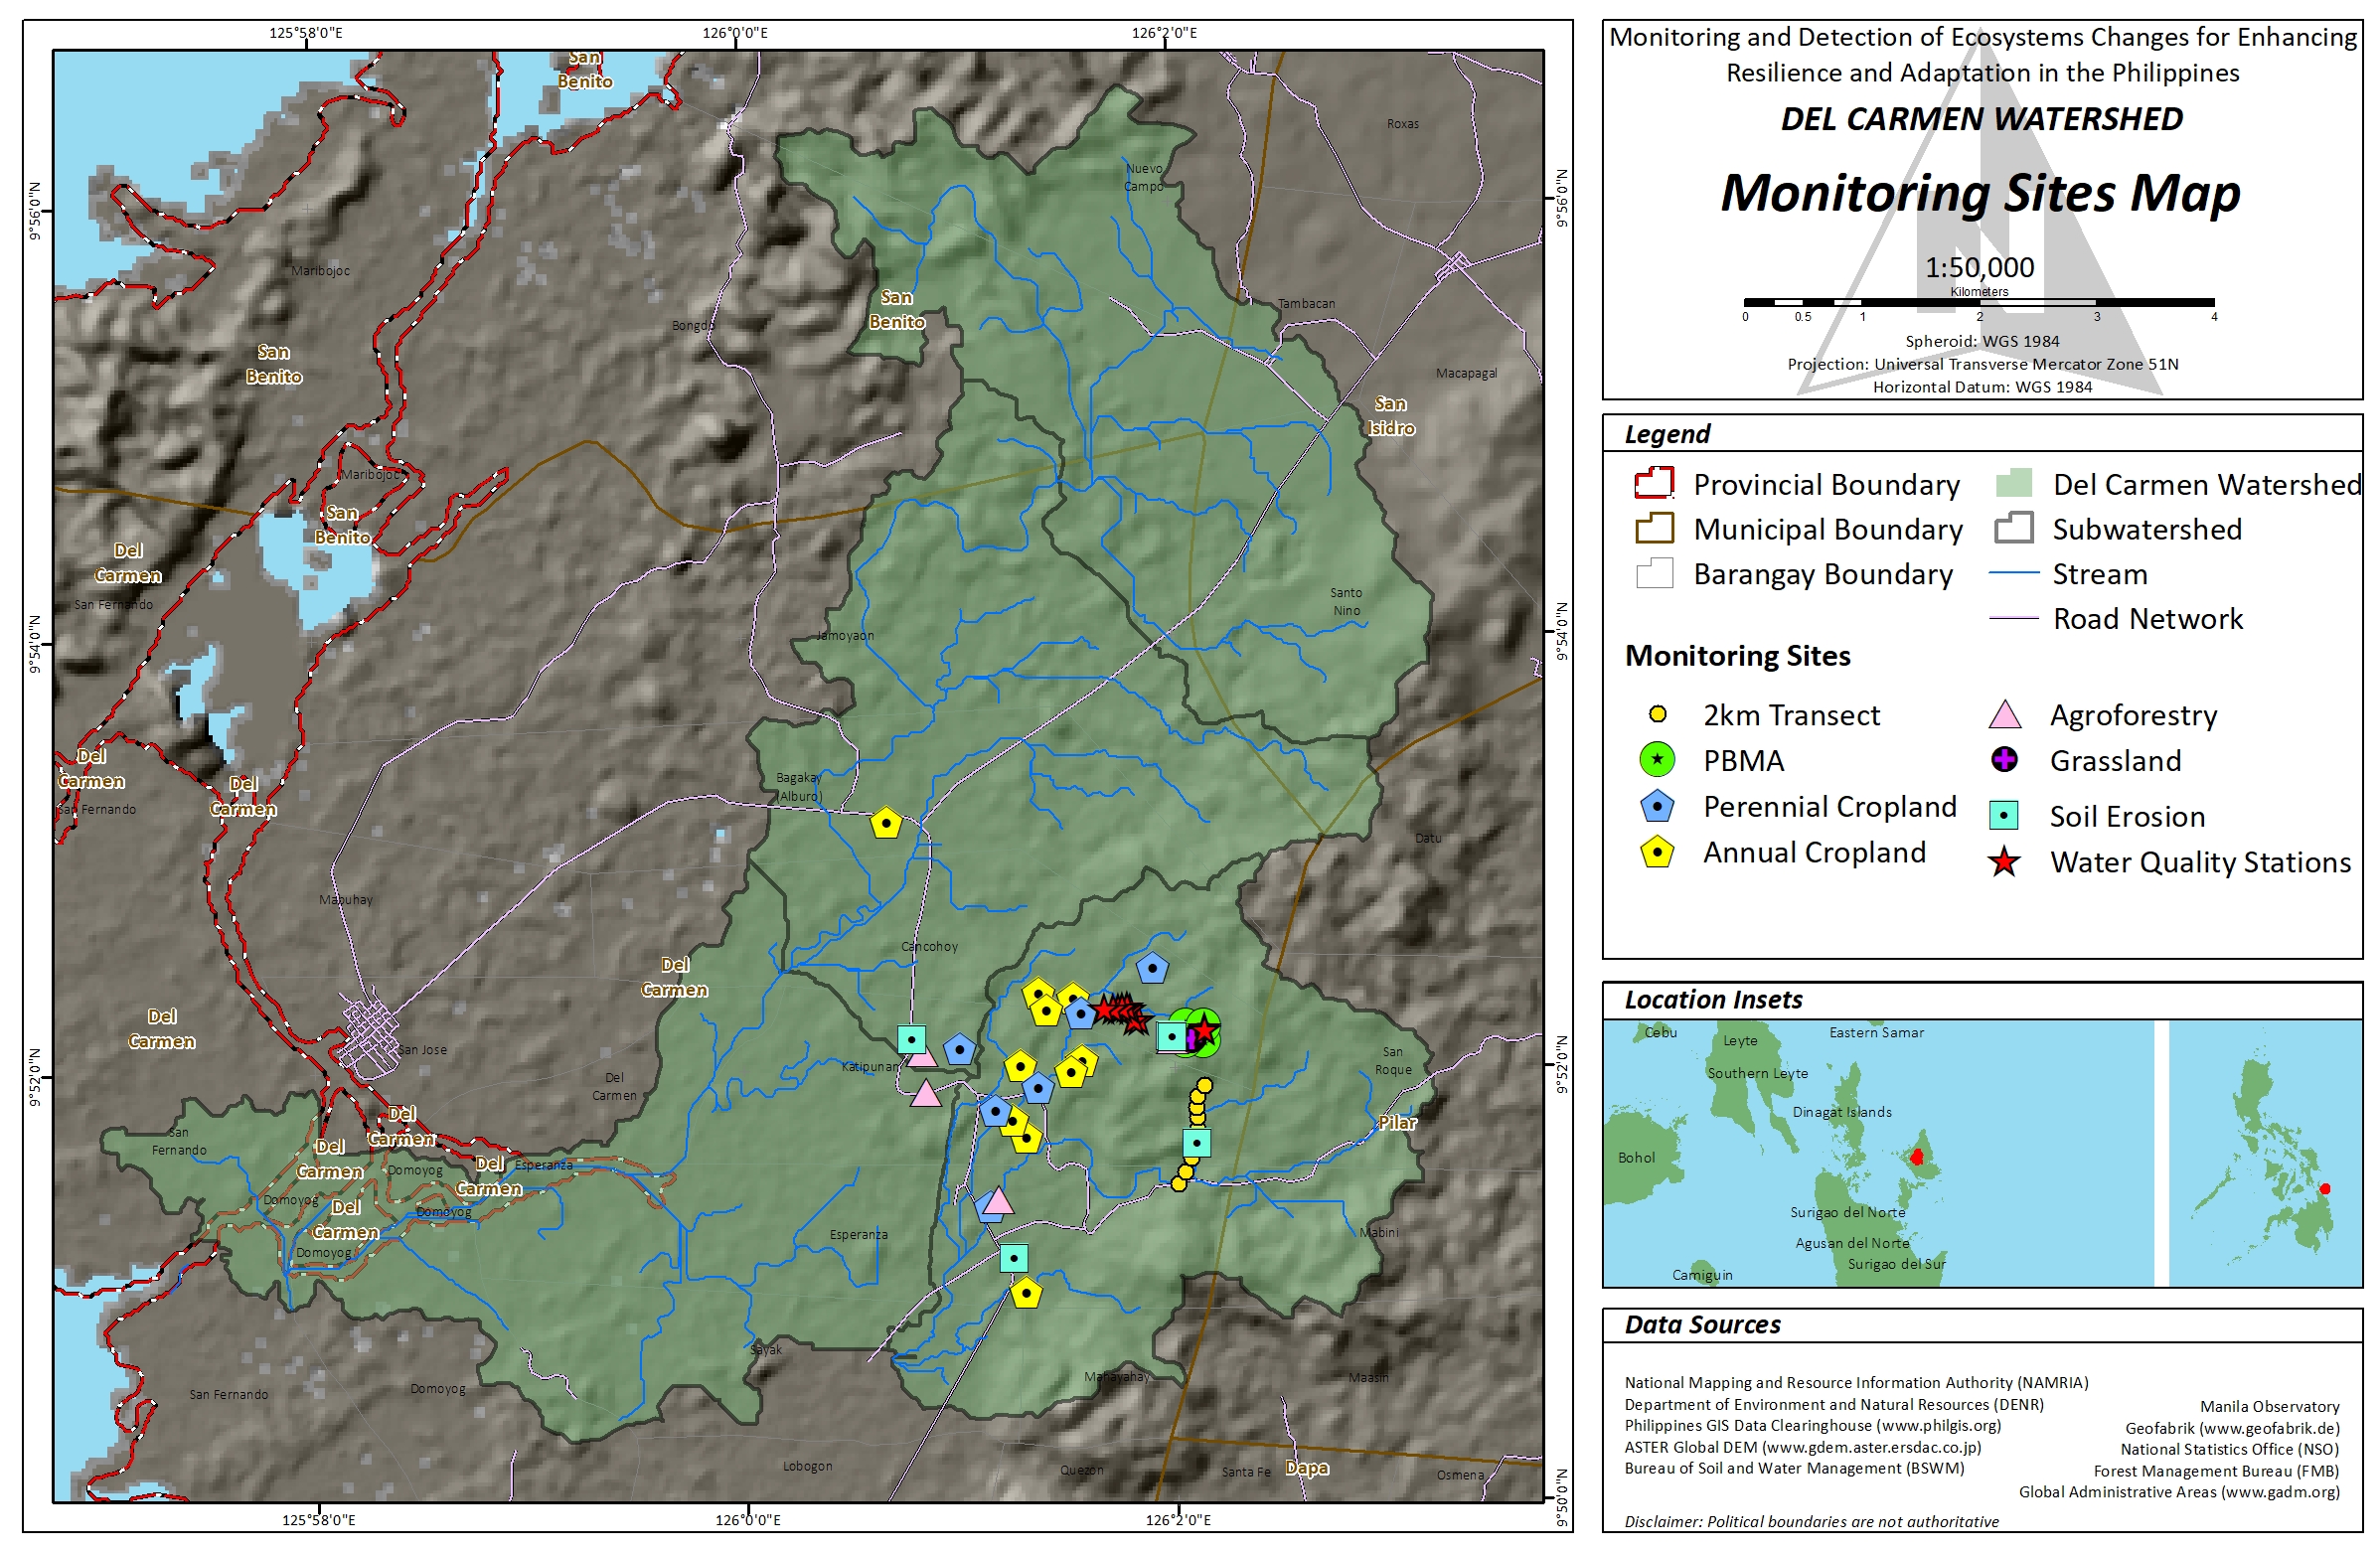 125°58'0"E
126°0'0"E
126°2'0"E
9°56'0"N
9°54'0"N
9°52'0"N
9°56'0"N
9°54'0"N
9°52'0"N
9°50'0"N
125°58'0"E
126°0'0"E
126°2'0"E
San
Benito
Roxas
Nuevo
Campo
Maribojoc
San
Benito
Tambacan
Bongdo
San
Benito
Macapagal
San
Isidro
Maribojoc
San
Benito
Del
Carmen
San Fernando
Santo
Nino
Jamoyaon
Del
Carmen
San Fernando
Del
Carmen
Bagakay
(Alburo)
Datu
Mabuhay
Cancohoy
Del
Carmen
Del
Carmen
San Jose
Katipunan
San
Roque
Del
Carmen
Del
Carmen
Pilar
San
Fernando
Del
Carmen
Domoyog
Del
Carmen
Esperanza
Domoyog
Del
Carmen
Domoyog
Domoyog
Esperanza
Mabini
Sayak
Mahayahay
Maasin
San Fernando
Domoyog
Lobogon
Quezon
Santa Fe
Dapa
Osmena
Monitoring and Detection of Ecosystems Changes for Enhancing
Resilience and Adaptation in the Philippines
DEL CARMEN WATERSHED
Monitoring Sites Map
N
1:50,000
Kilometers
0 0.5 1 2 3 4
Spheroid: WGS 1984
Projection: Universal Transverse Mercator Zone 51N
Horizontal Datum: WGS 1984
Legend
Provincial Boundary
Municipal Boundary
Barangay Boundary
Del Carmen Watershed
Subwatershed
Stream
Road Network
Monitoring Sites
2km Transect
PBMA
Perennial Cropland
Annual Cropland
Agroforestry
Grassland
Soil Erosion
Water Quality Stations
Location Insets
Cebu
Leyte
Eastern Samar
Southern Leyte
Dinagat Islands
Bohol
Surigao del Norte
Agusan del Norte
Surigao del Sur
Camiguin
Data Sources
National Mapping and Resource Information Authority (NAMRIA)
Department of Environment and Natural Resources (DENR)
Philippines GIS Data Clearinghouse (www.philgis.org)
ASTER Global DEM (www.gdem.aster.ersdac.co.jp)
Bureau of Soil and Water Management (BSWM)
Manila Observatory
Geofabrik (www.geofabrik.de)
National Statistics Office (NSO)
Forest Management Bureau (FMB)
Global Administrative Areas (www.gadm.org)
Disclaimer: Political boundaries are not authoritative